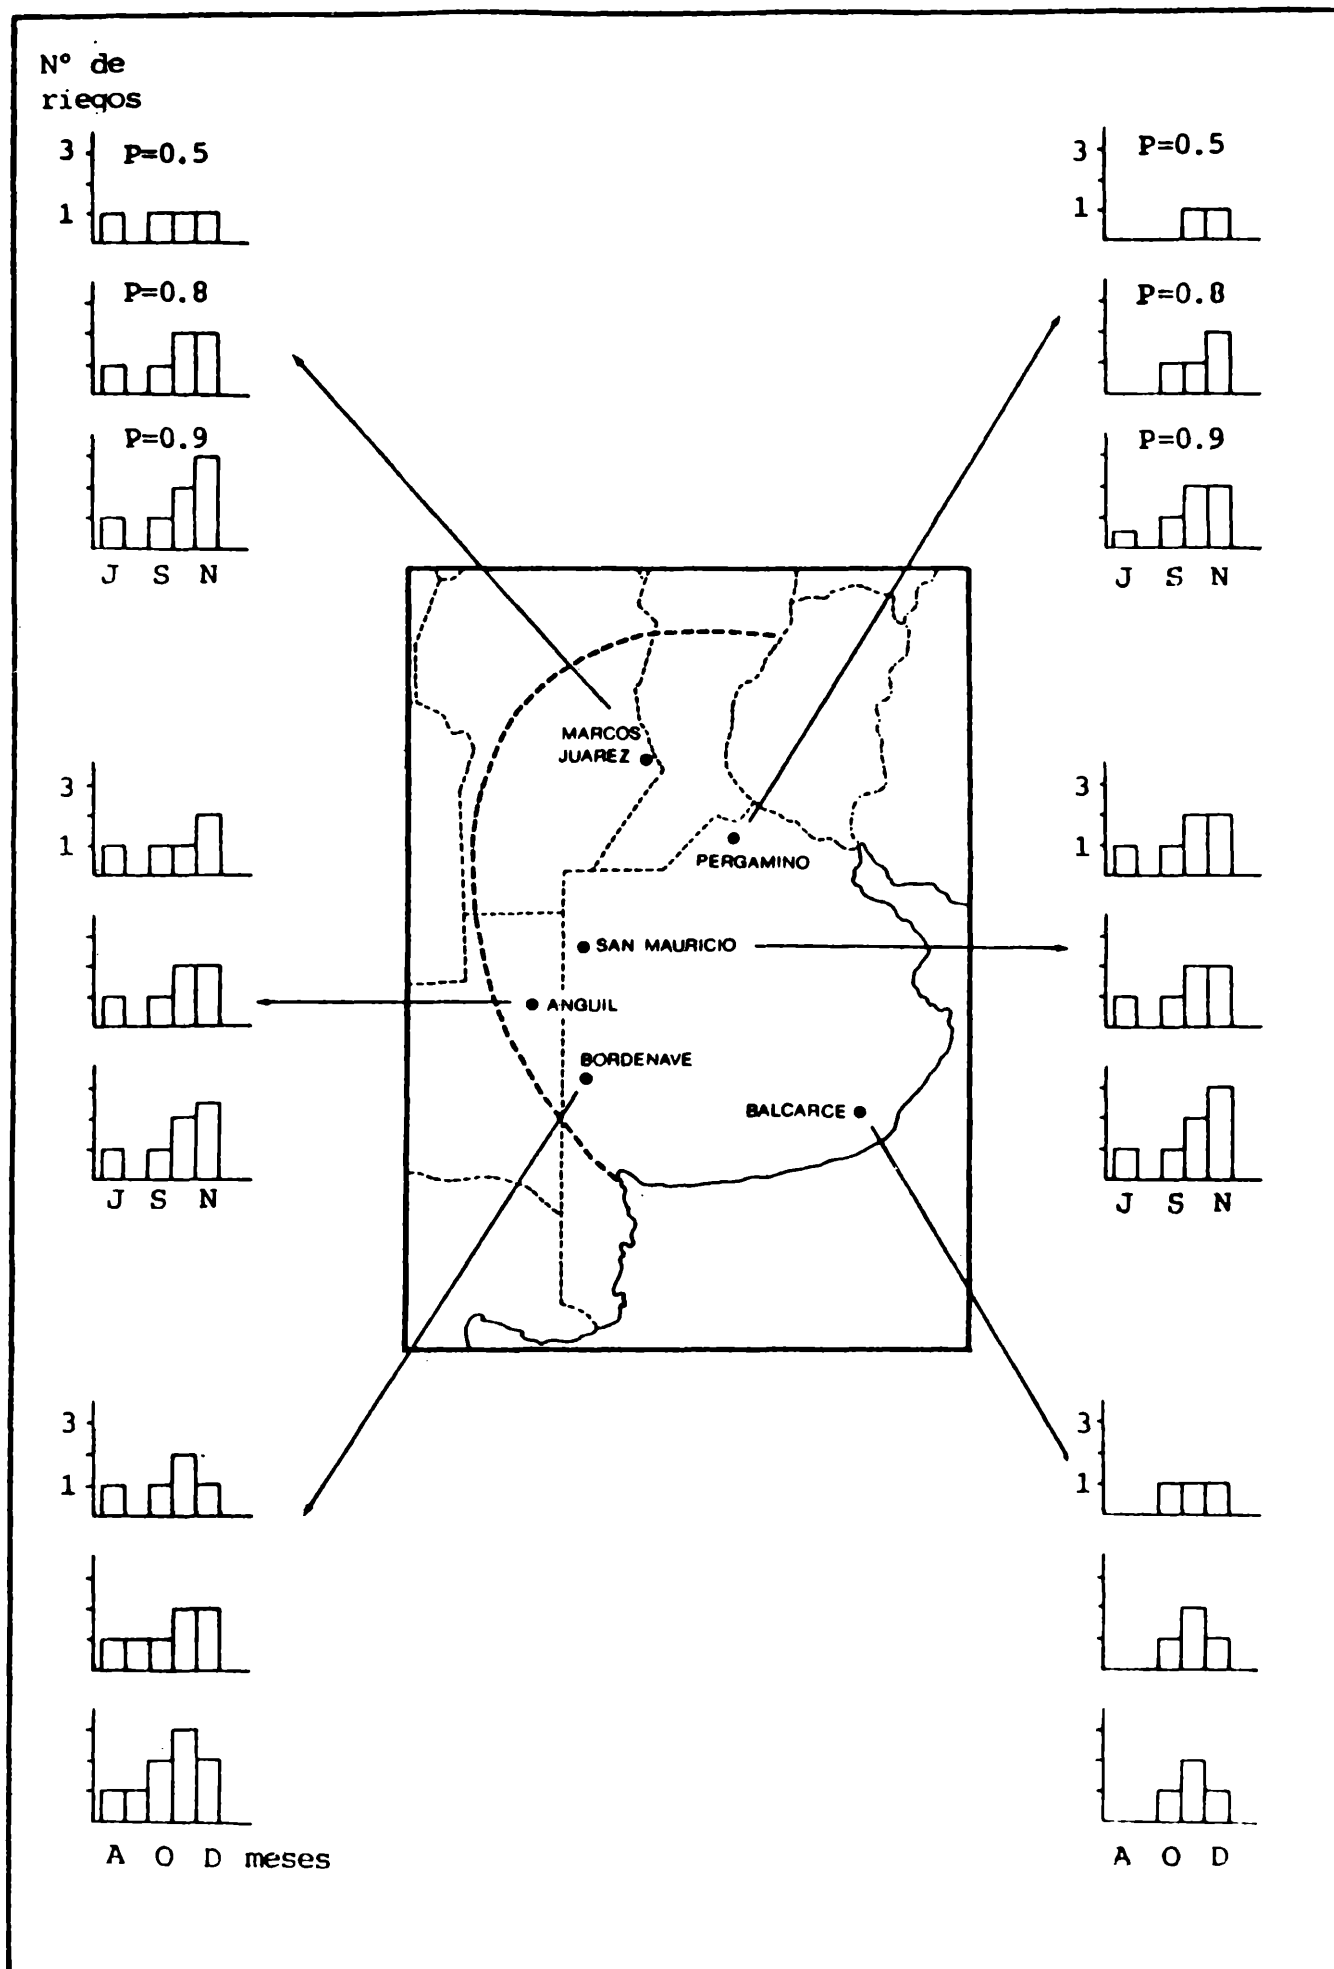 N° de
rieqos
3
P=0.5
1
P=0.8
P=0.9
J S N
3
P=0.5
1
P=0.8
P=0.9
J S N
MARCOS
JUAREZ
PERGAMINO
SAN MAURICIO
ANGUIL
BORDENAVE
BALCARCE
3
1
J S N
3
1
J S N
3
1
A O D meses
3
1
A O D